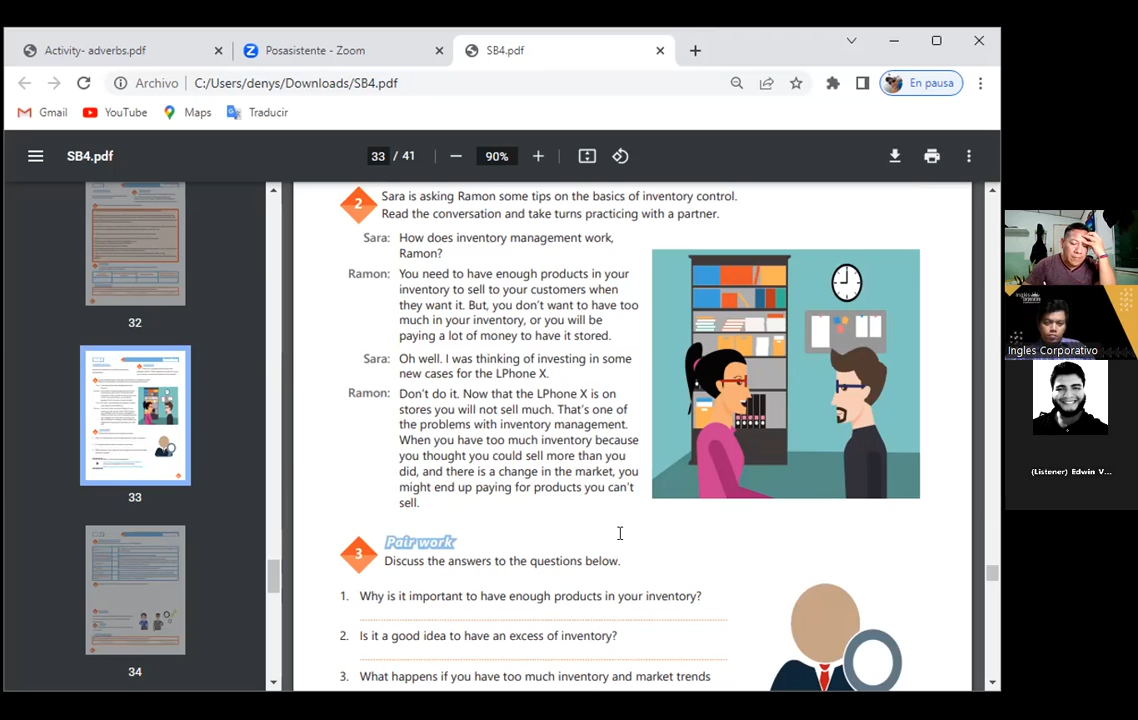 Activity- adverbs.pdf
Posasistente - Zoom
SB4.pdf
Archivo
C:/Users/denys/Downloads/SB4.pdf
En pausa
Gmail
YouTube
Maps
Traducir
SB4.pdf
33 / 41
90%
32
33
34
2
Sara is asking Ramon some tips on the basics of inventory control.
Read the conversation and take turns practicing with a partner.
Sara: How does inventory management work,
Ramon?
Ramon: You need to have enough products in your
inventory to sell to your customers when
they want it. But, you don't want to have too
much in your inventory, or you will be
paying a lot of money to have it stored.
Sara: Oh well. I was thinking of investing in some
new cases for the LPhone X.
Ramon: Don't do it. Now that the LPhone X is on
stores you will not sell much. That's one of
the problems with inventory management.
When you have too much inventory because
you thought you could sell more than you
did, and there is a change in the market, you
might end up paying for products you can't
sell.
3
Pair work
Discuss the answers to the questions below.
1. Why is it important to have enough products in your inventory?
2. Is it a good idea to have an excess of inventory?
3. What happens if you have too much inventory and market trends
Ingles Corporativo
(Listener) Edwin V...